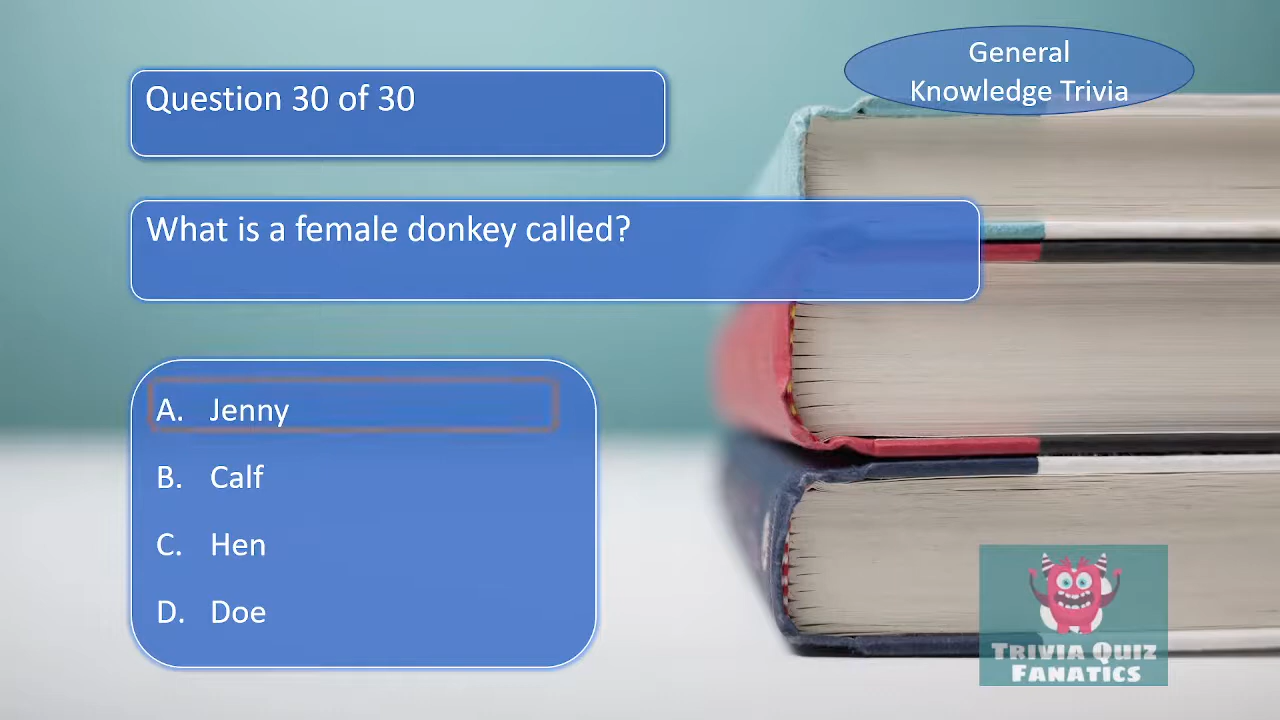 General
Knowledge Trivia
Question 30 of 30
What is a female donkey called?
A. Jenny
B. Calf
C. Hen
D. Doe
Trivia Quiz
Fanatics